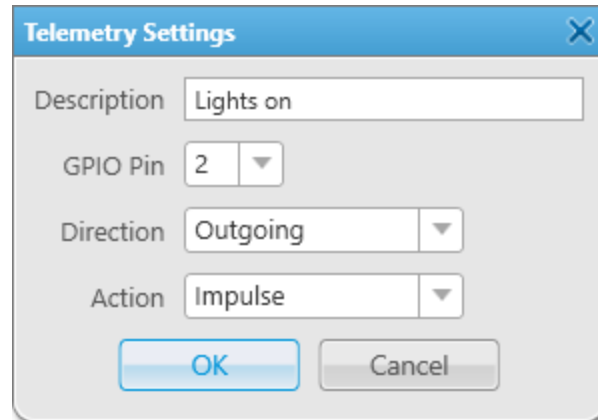 Telemetry Settings
Description Lights on
GPIO Pin 2
Direction Outgoing
Action Impulse
OK Cancel